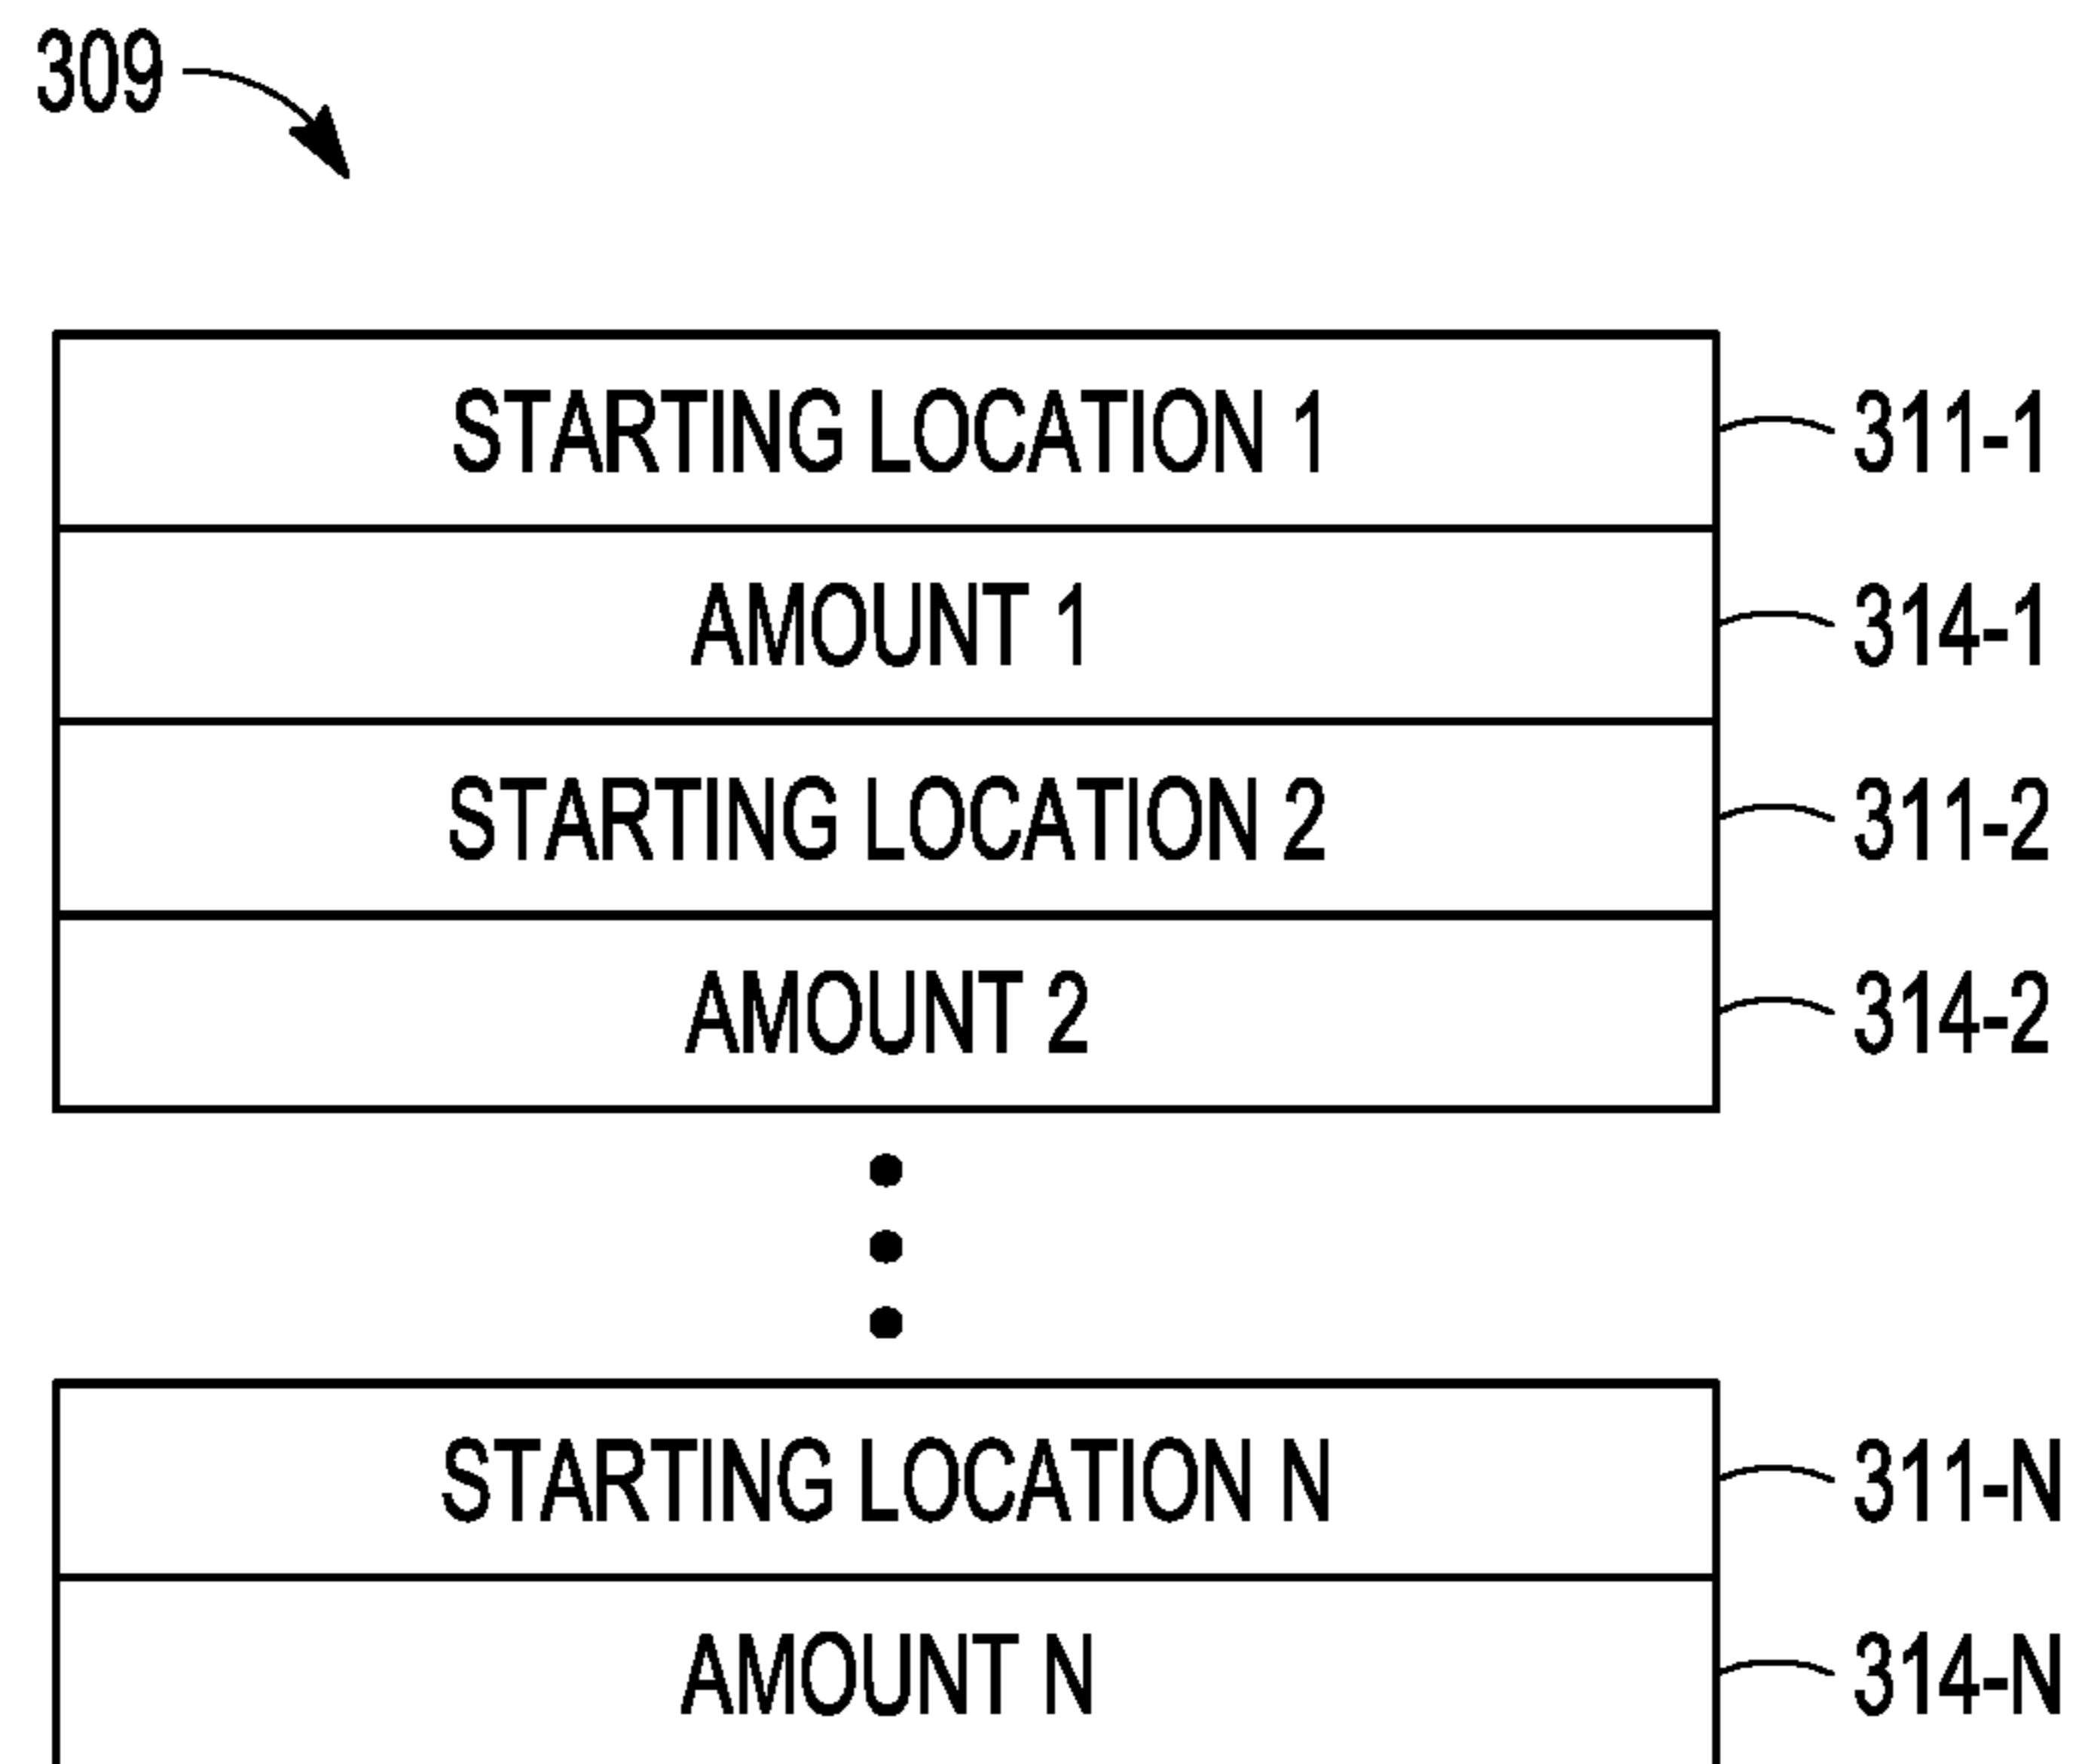 309
STARTING LOCATION 1 311-1
AMOUNT 1 314-1
STARTING LOCATION 2 311-2
AMOUNT 2 314-2
STARTING LOCATION N 311-N
AMOUNT N 314-N